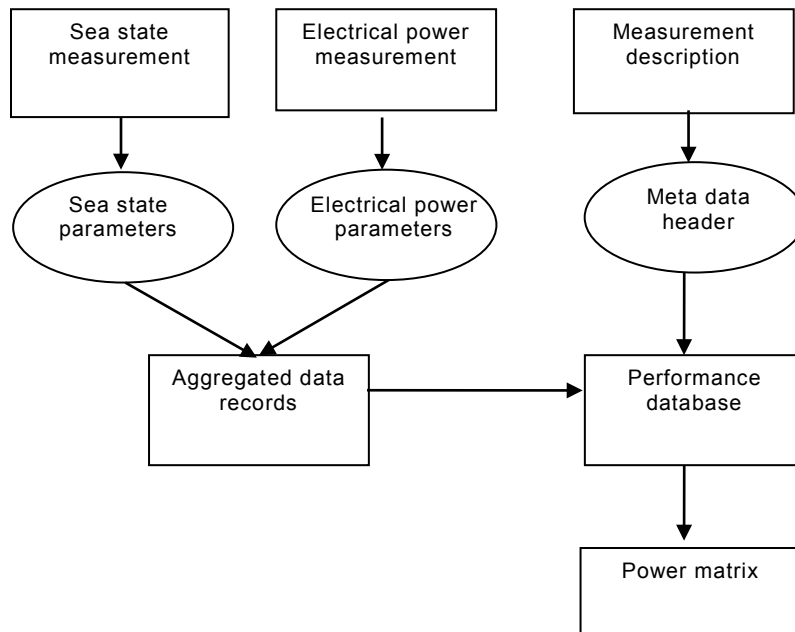 Sea state
measurement
Electrical power
measurement
Measurement
description
Sea state
parameters
Electrical power
parameters
Meta data
header
Aggregated data
records
Performance
database
Power matrix